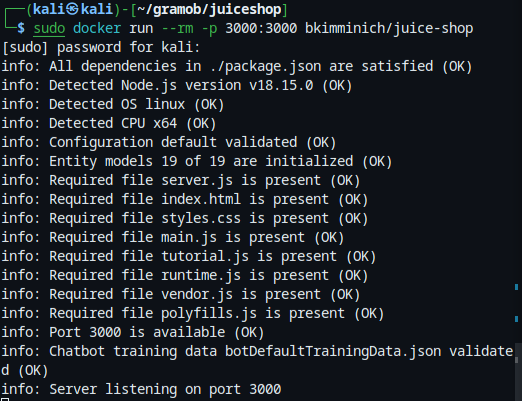 (kali㉿kali)-[~/gramob/juiceshop]
$ sudo docker run --rm -p 3000:3000 bkimminich/juice-shop
[sudo] password for kali:
info: All dependencies in ./package.json are satisfied (OK)
info: Detected Node.js version v18.15.0 (OK)
info: Detected OS linux (OK)
info: Detected CPU x64 (OK)
info: Configuration default validated (OK)
info: Entity models 19 of 19 are initialized (OK)
info: Required file server.js is present (OK)
info: Required file index.html is present (OK)
info: Required file styles.css is present (OK)
info: Required file main.js is present (OK)
info: Required file tutorial.js is present (OK)
info: Required file runtime.js is present (OK)
info: Required file vendor.js is present (OK)
info: Required file polyfills.js is present (OK)
info: Port 3000 is available (OK)
info: Chatbot training data botDefaultTrainingData.json validate
d (OK)
info: Server listening on port 3000